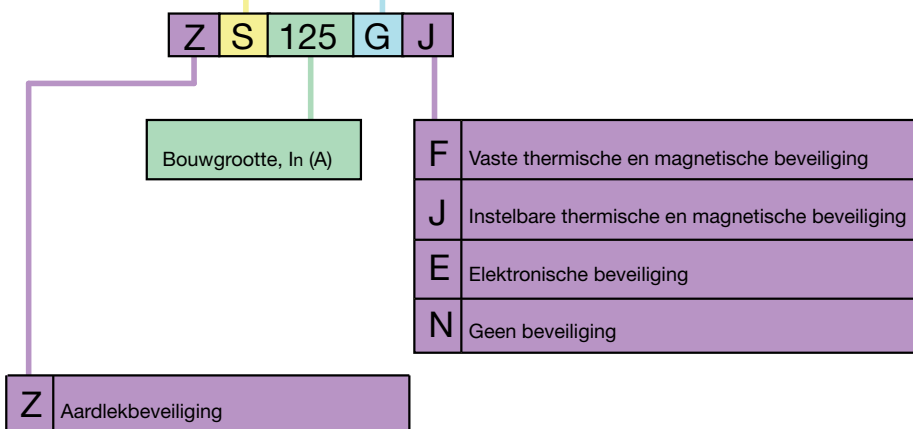 Z S 125 G J
Bouwgrootte, In (A)
F Vaste thermische en magnetische beveiliging
J Instelbare thermische en magnetische beveiliging
E Elektronische beveiliging
N Geen beveiliging
Z Aardlekbeveiliging